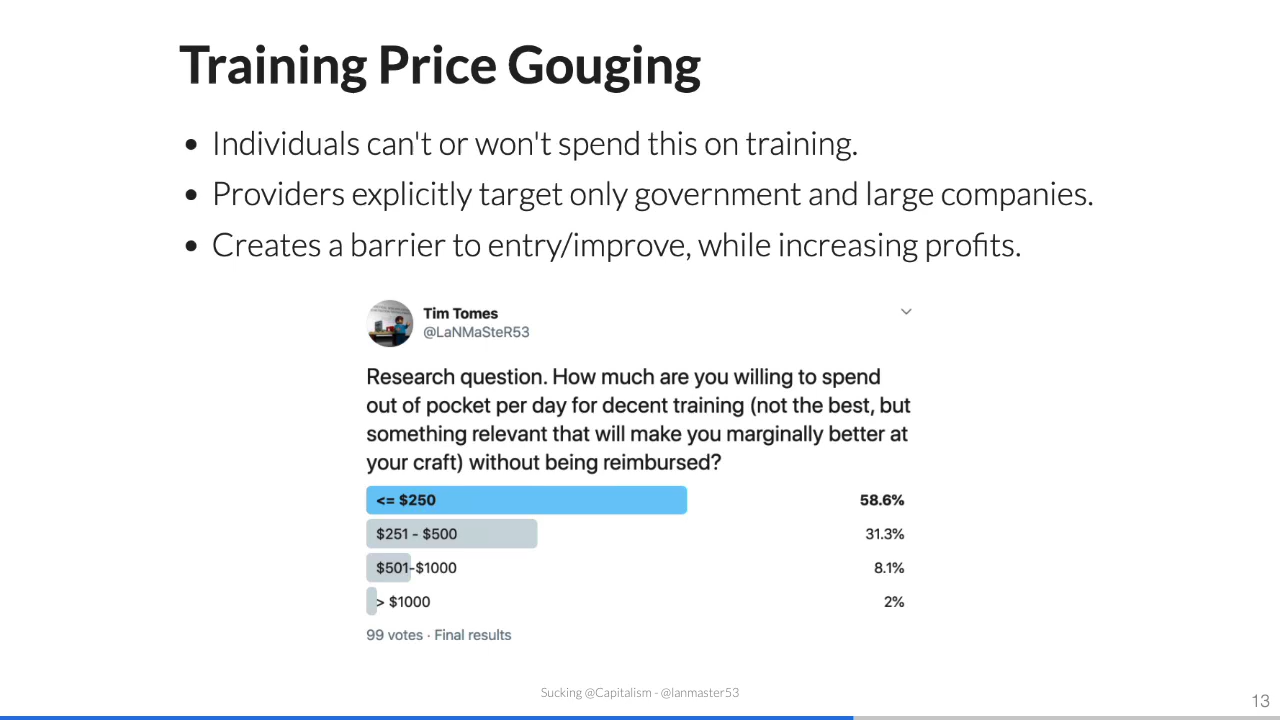 Training Price Gouging
• Individuals can't or won't spend this on training.
• Providers explicitly target only government and large companies.
• Creates a barrier to entry/improve, while increasing profits.
Tim Tomes
@LaNMaSteR53
Research question. How much are you willing to spend
out of pocket per day for decent training (not the best, but
something relevant that will make you marginally better at
your craft) without being reimbursed?
<= $250 58.6%
$251 - $500 31.3%
$501-$1000 8.1%
> $1000 2%
99 votes · Final results
Sucking @Capitalism - @lanmaster53
13